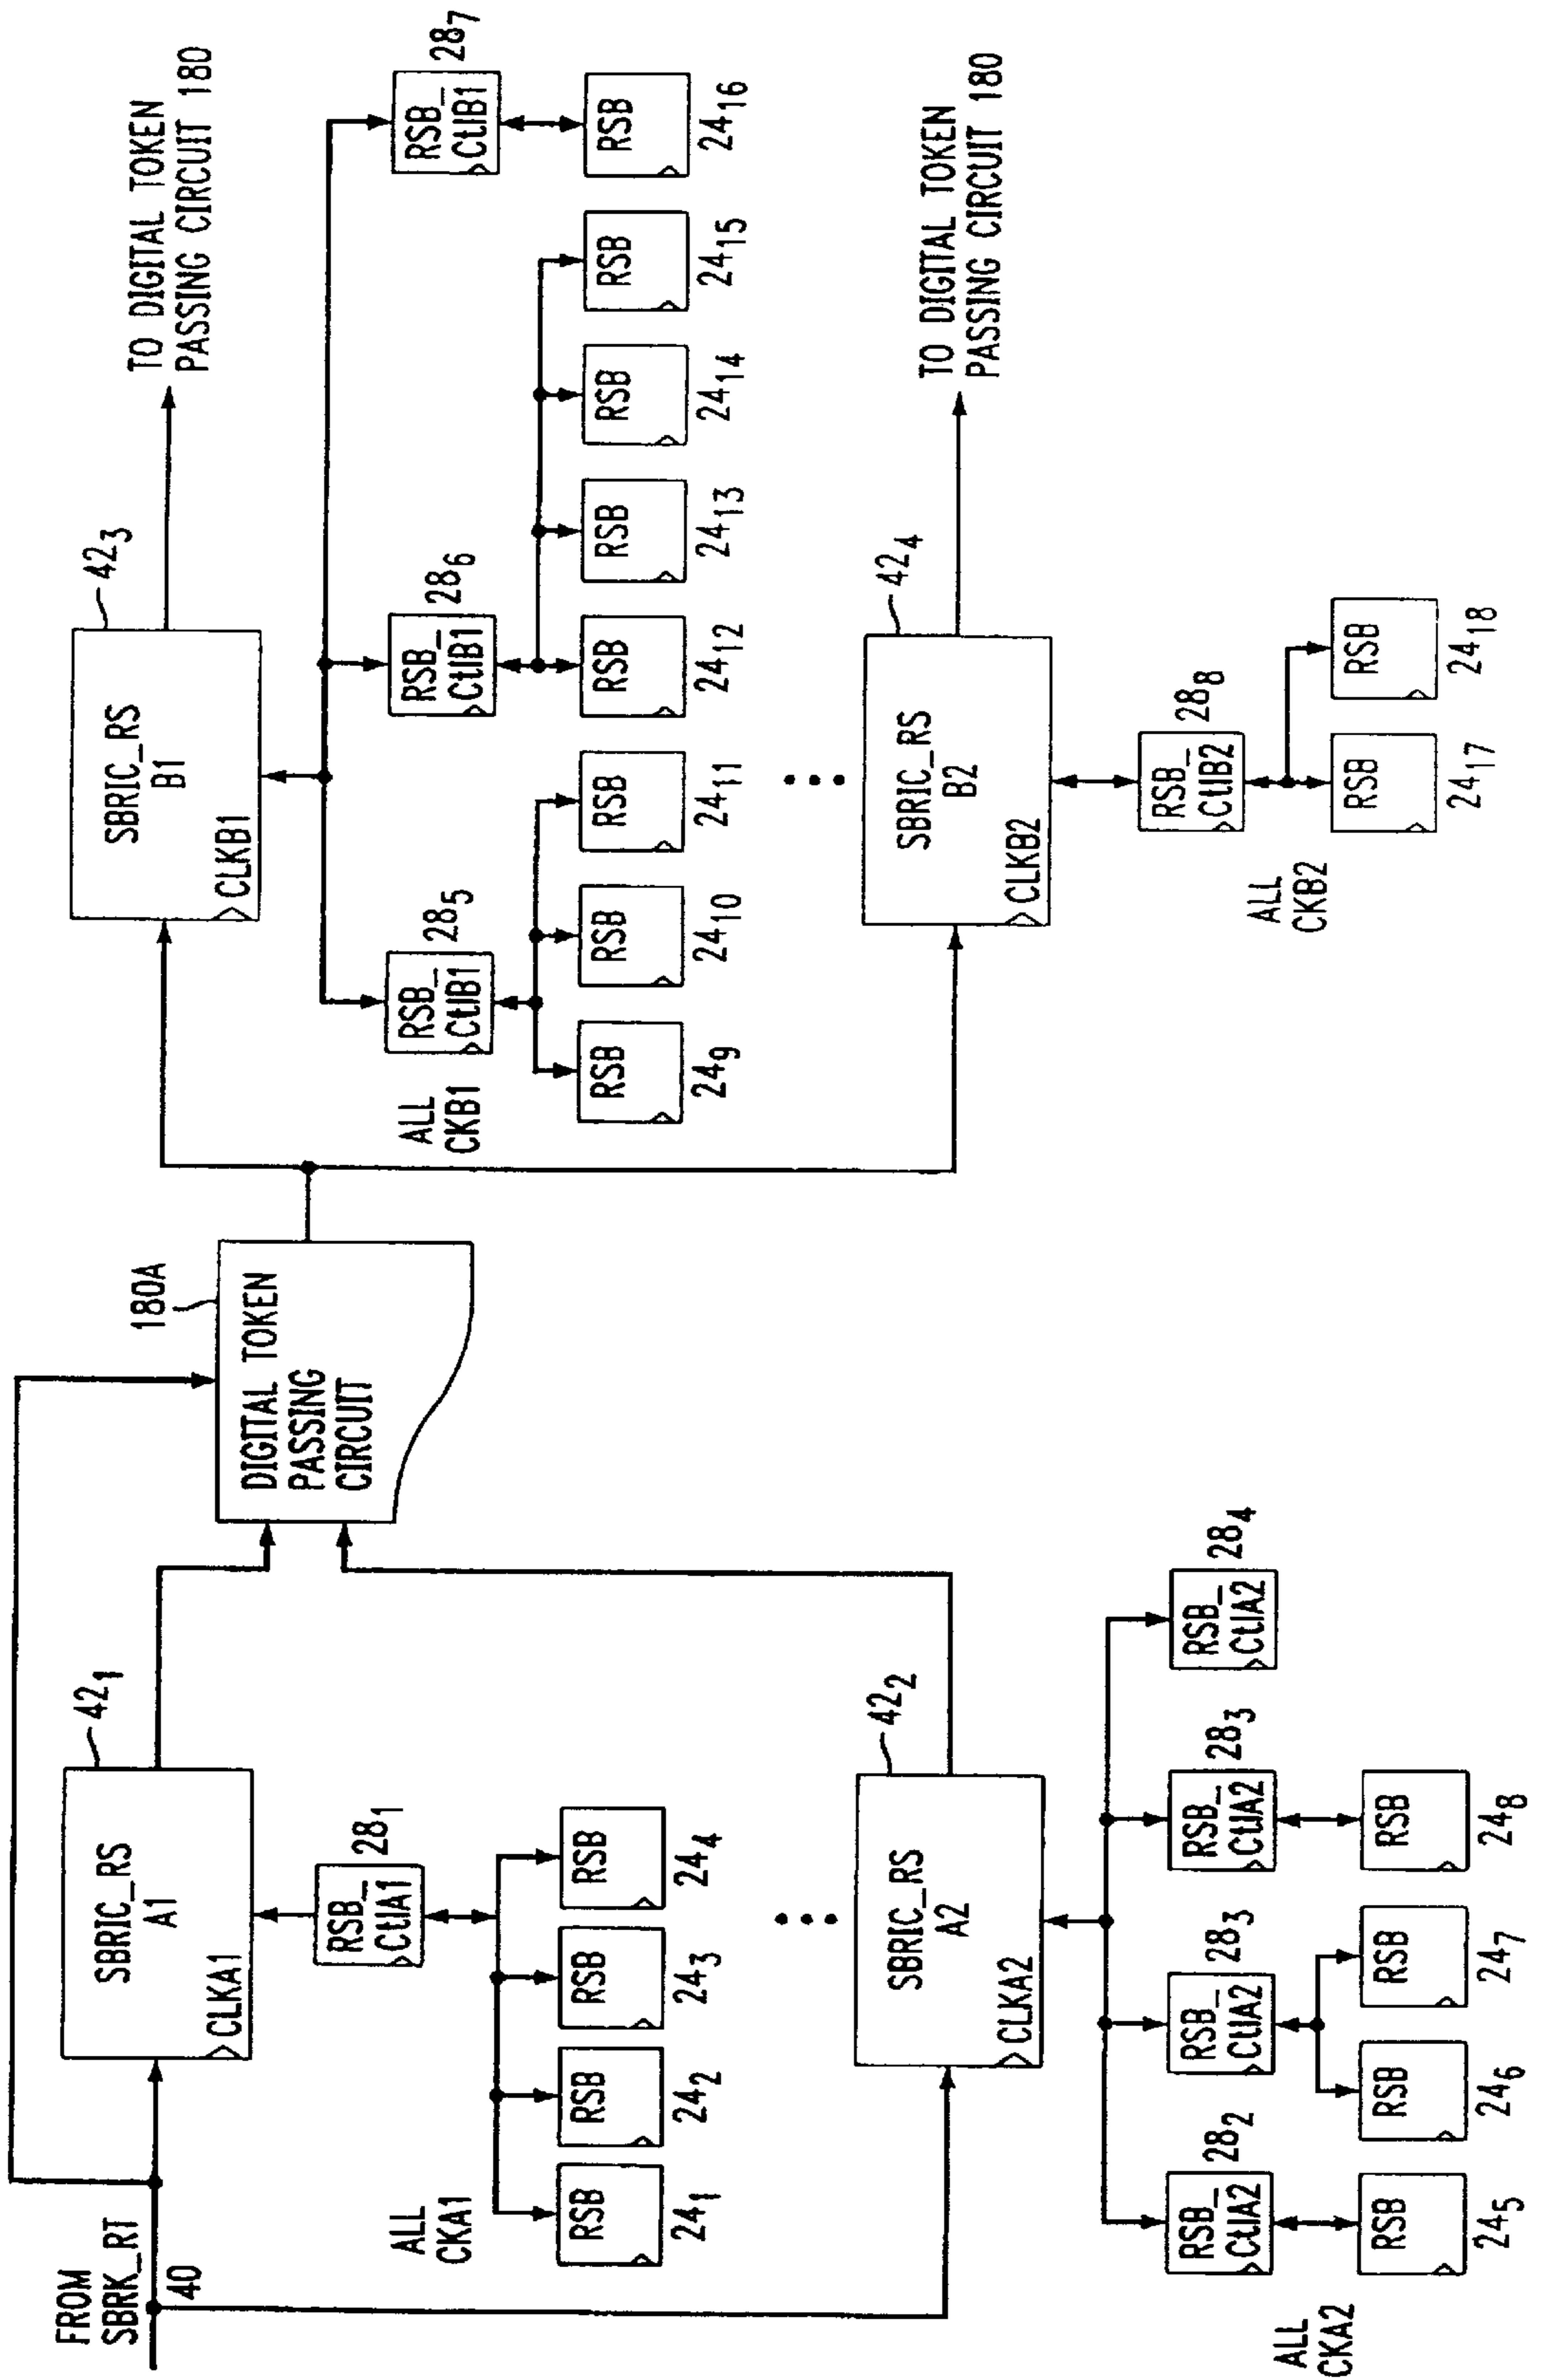 FROM
SBRK_RT
40
SBRIC_RS
A1
CLKA1
42₁
RSB_
CtlA1
28₁
ALL
CKA1
RSB
24₁
RSB
24₂
RSB
24₃
RSB
24₄
SBRIC_RS
A2
CLKA2
42₂
ALL
CKA2
RSB_
CtlA2
28₂
RSB_
CtlA2
28₃
RSB_
CtlA2
28₃
RSB_
CtlA2
28₄
RSB
24₅
RSB
24₆
RSB
24₇
RSB
24₈
180A
DIGITAL TOKEN
PASSING
CIRCUIT
SBRIC_RS
B1
CLKB1
42₃
TO DIGITAL TOKEN
PASSING CIRCUIT 180
ALL
CKB1
RSB_
CtlB1
28₅
RSB_
CtlB1
28₆
RSB_
CtlB1
28₇
RSB
24₉
RSB
24₁₀
RSB
24₁₁
RSB
24₁₂
RSB
24₁₃
RSB
24₁₄
RSB
24₁₅
RSB
24₁₆
SBRIC_RS
B2
CLKB2
42₄
TO DIGITAL TOKEN
PASSING CIRCUIT 180
ALL
CKB2
RSB_
CtlB2
28₈
RSB
24₁₇
RSB
24₁₈